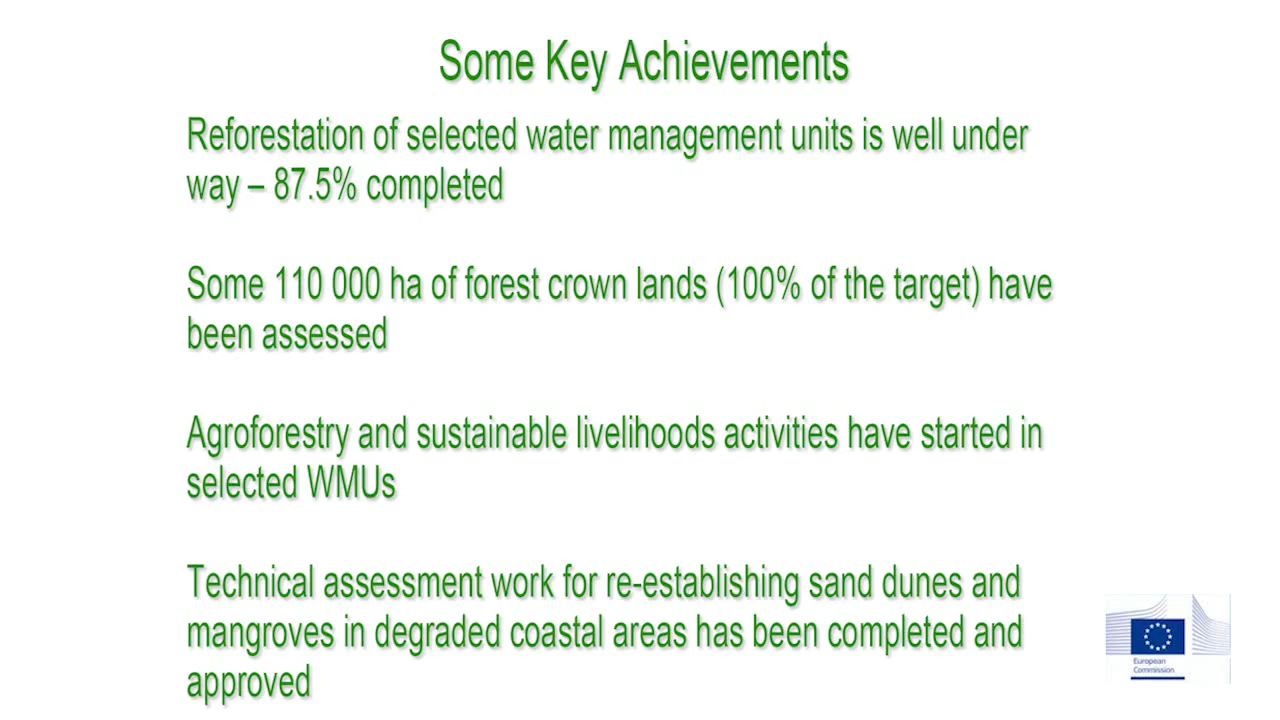 Some Key Achievements
Reforestation of selected water management units is well under
way – 87.5% completed
Some 110 000 ha of forest crown lands (100% of the target) have
been assessed
Agroforestry and sustainable livelihoods activities have started in
selected WMUs
Technical assessment work for re-establishing sand dunes and
mangroves in degraded coastal areas has been completed and
approved
European
Commission